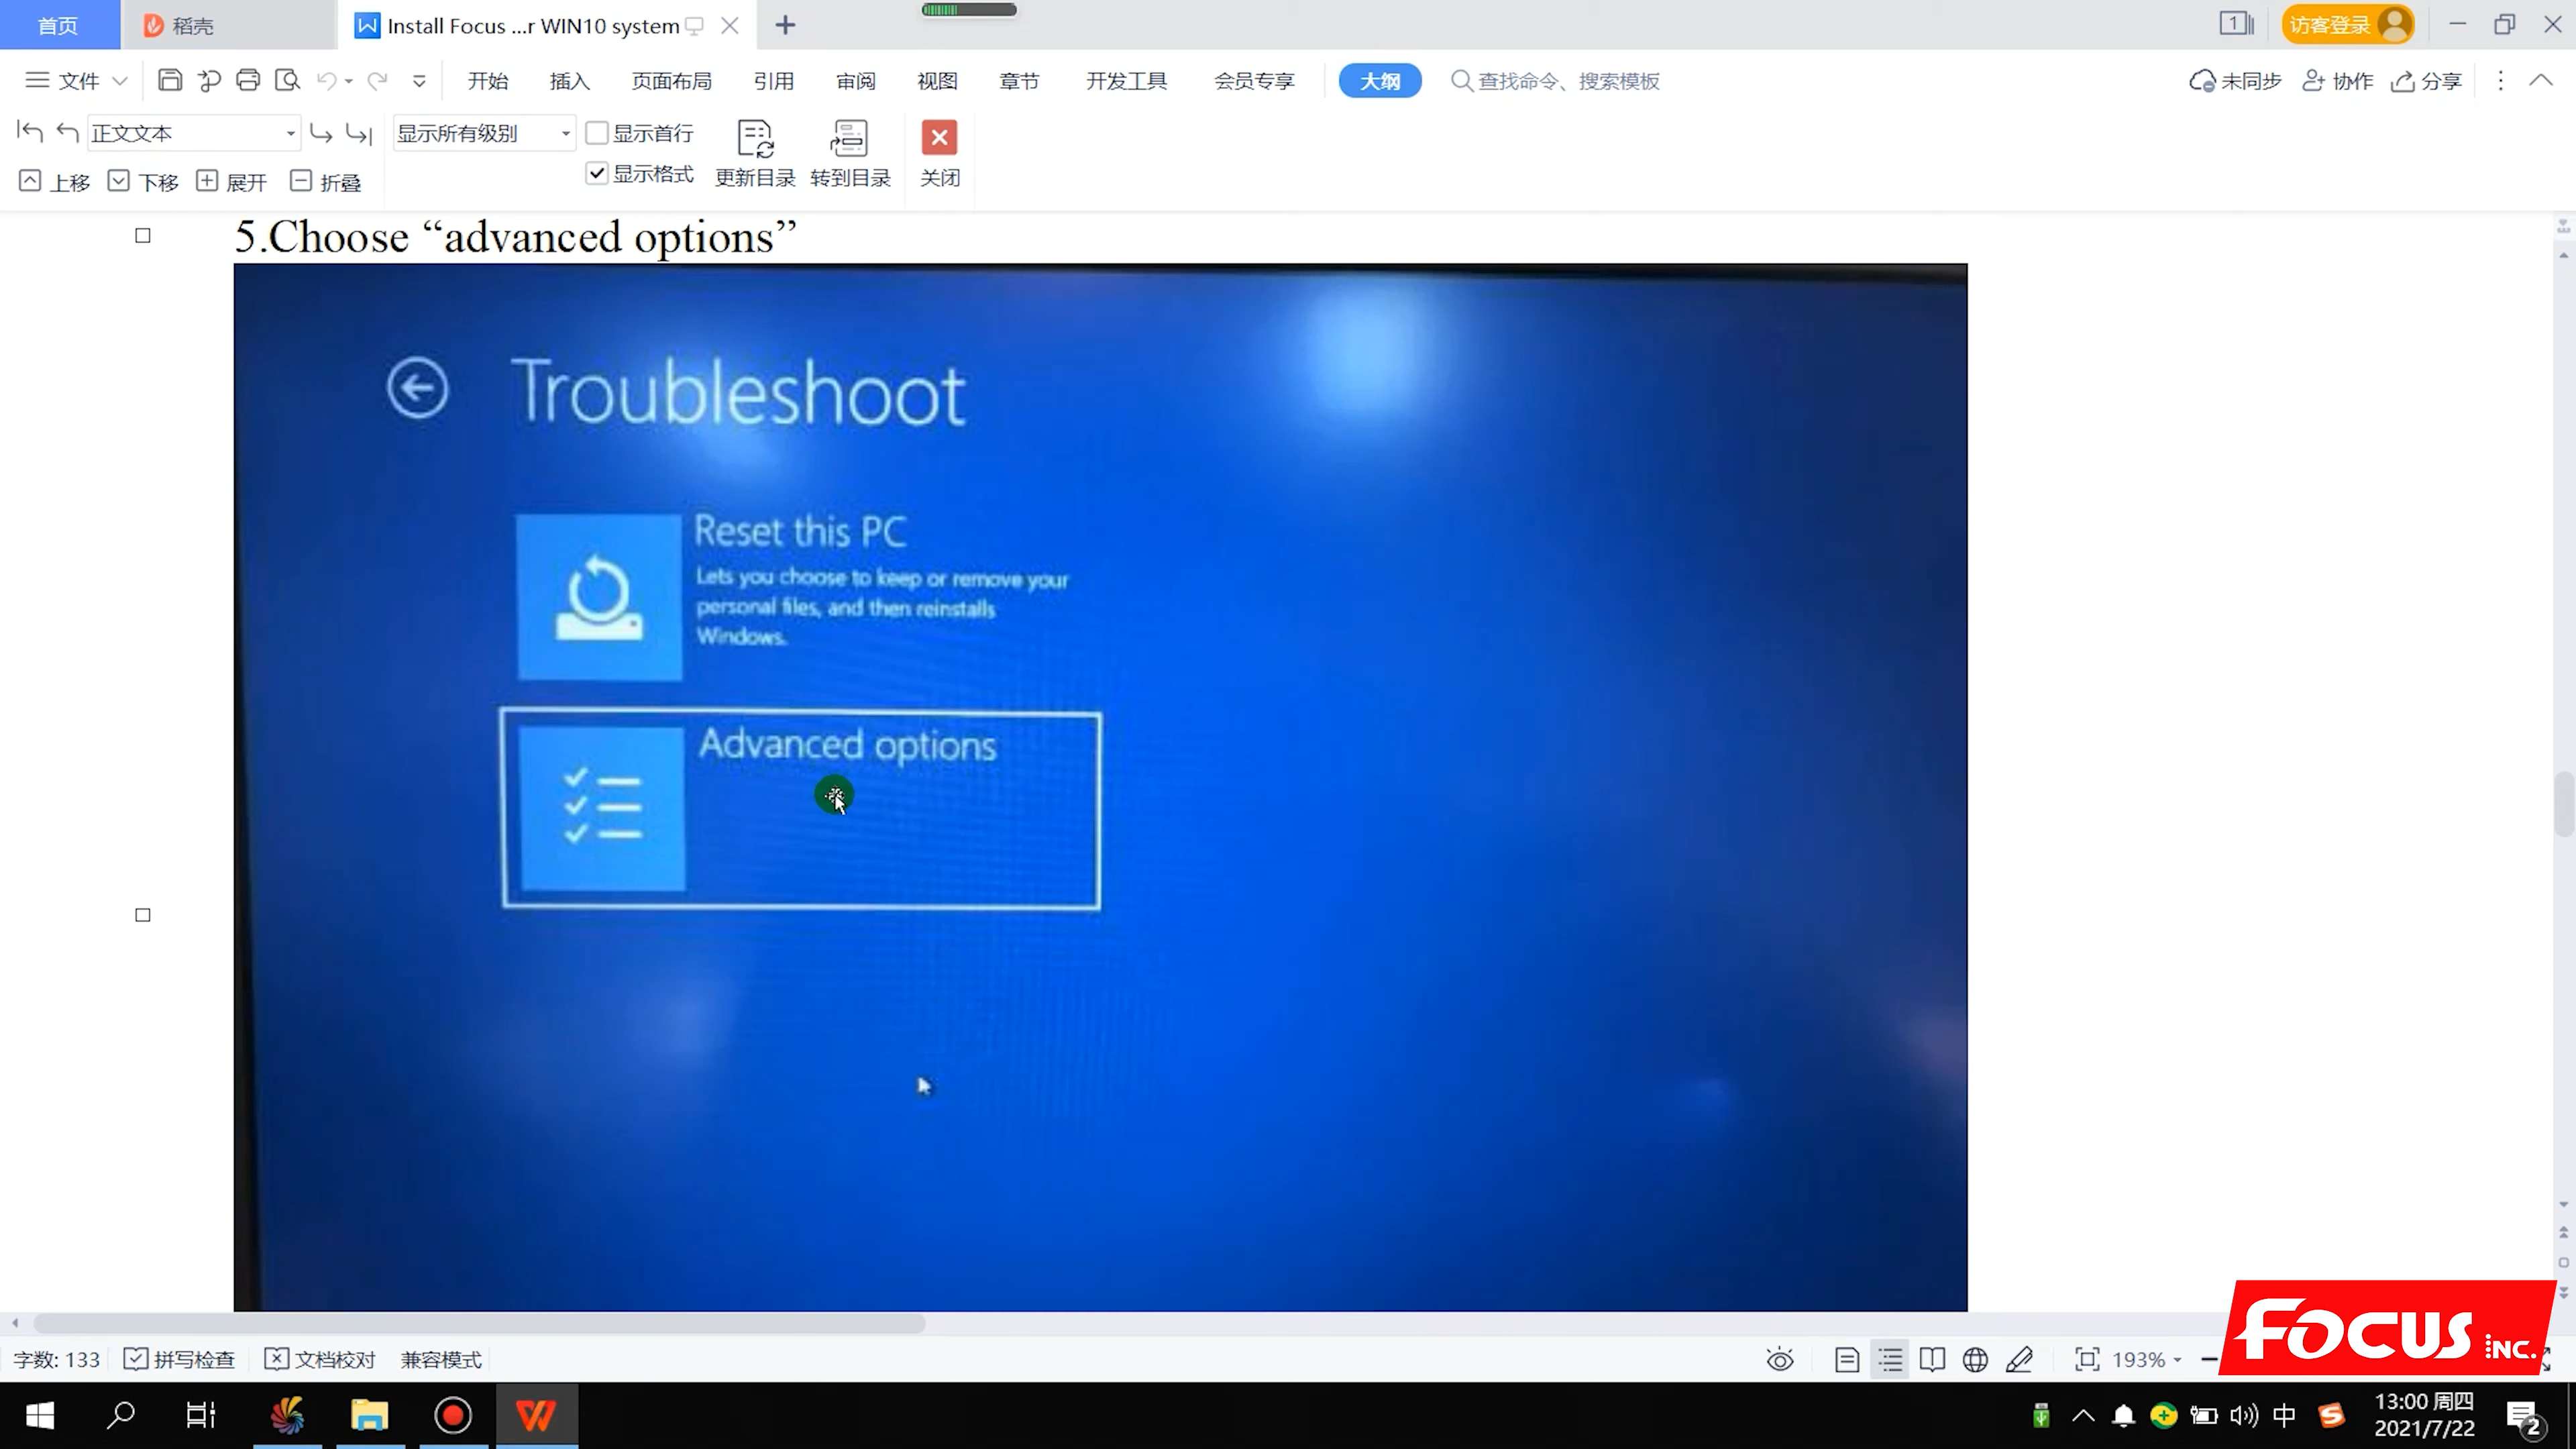 首页
稻壳
Install Focus ...r WIN10 system
1
访客登录
文件
开始
插入
页面布局
引用
审阅
视图
章节
开发工具
会员专享
大纲
查找命令、搜索模板
未同步
协作
分享
正文文本
显示所有级别
显示首行
上移
下移
展开
折叠
显示格式
更新目录
转到目录
关闭
5.Choose “advanced options”
Troubleshoot
Reset this PC
Lets you choose to keep or remove your
personal files, and then reinstalls
Windows.
Advanced options
FOCUS INC.
字数: 133
拼写检查
文档校对
兼容模式
193%
中
13:00 周四
2021/7/22
2